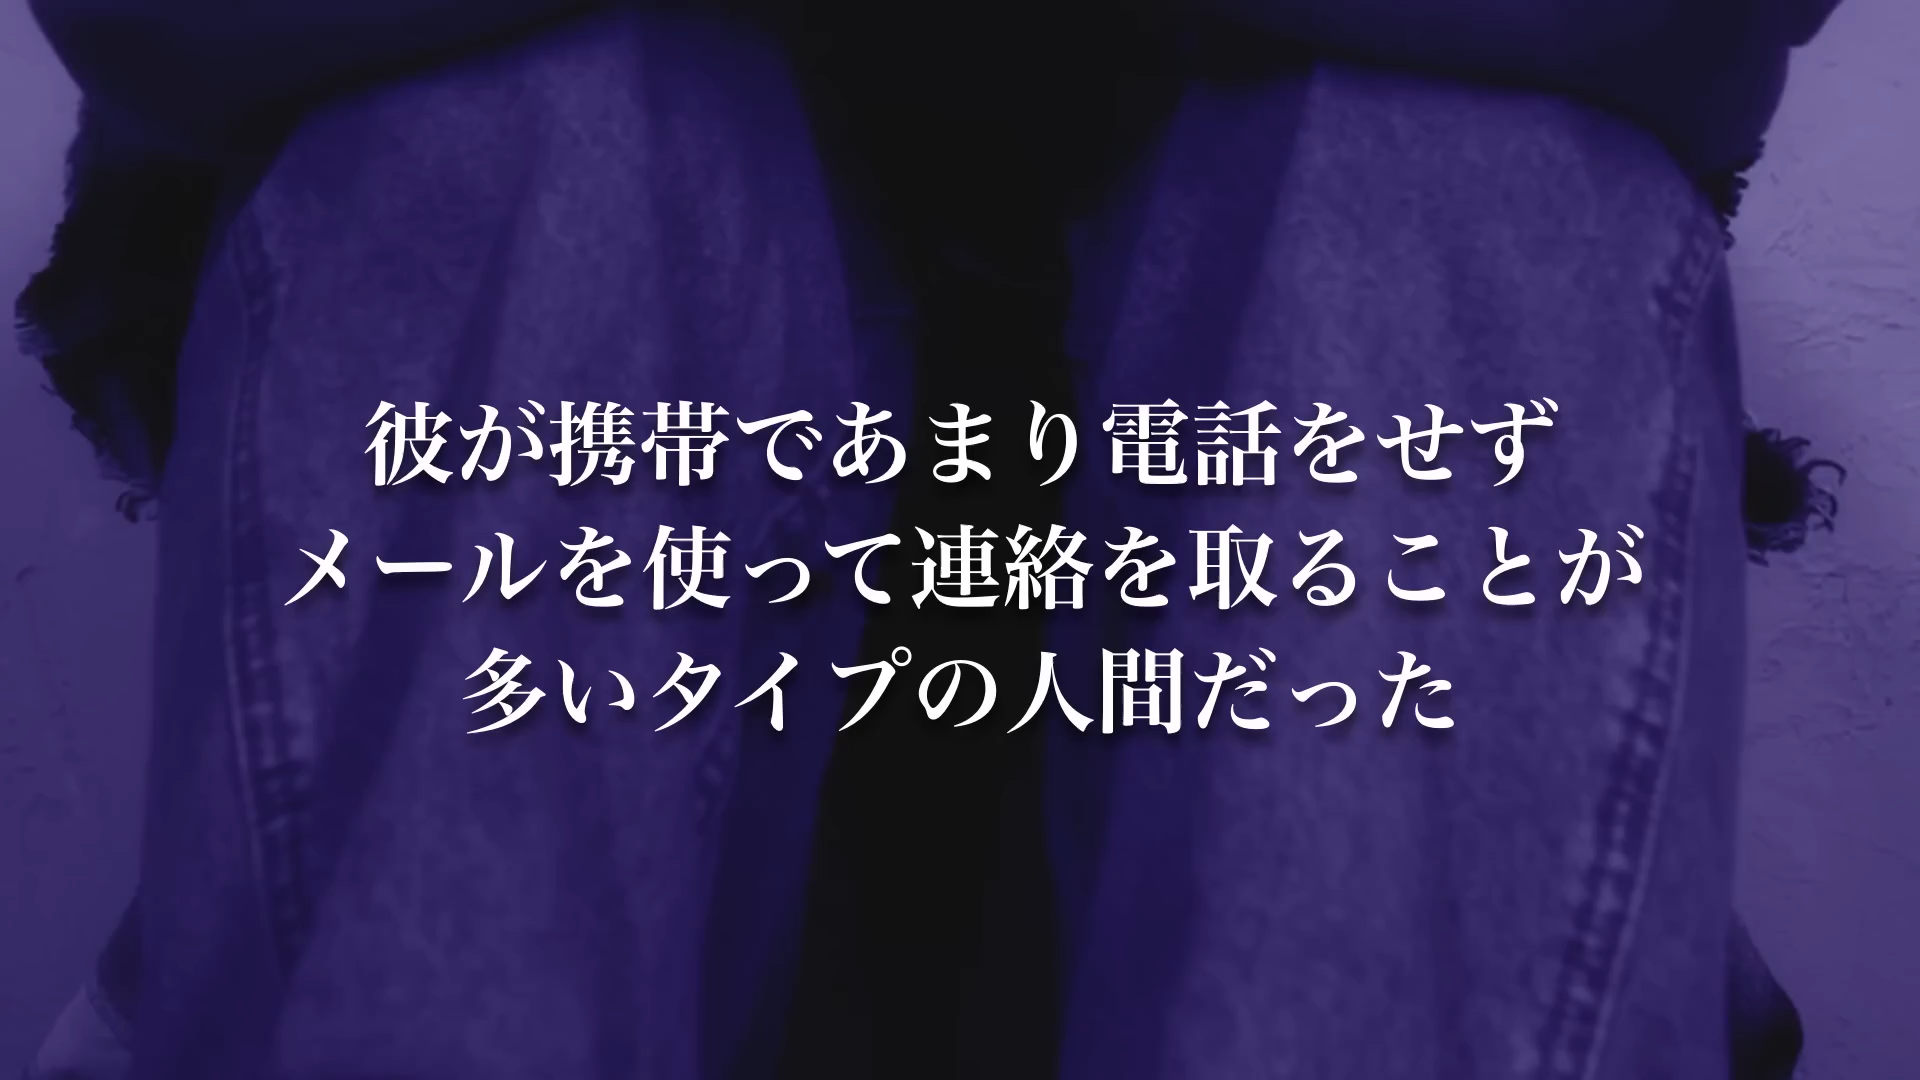 彼が携帯であまり電話をせず
メールを使って連絡を取ることが
多いタイプの人間だった